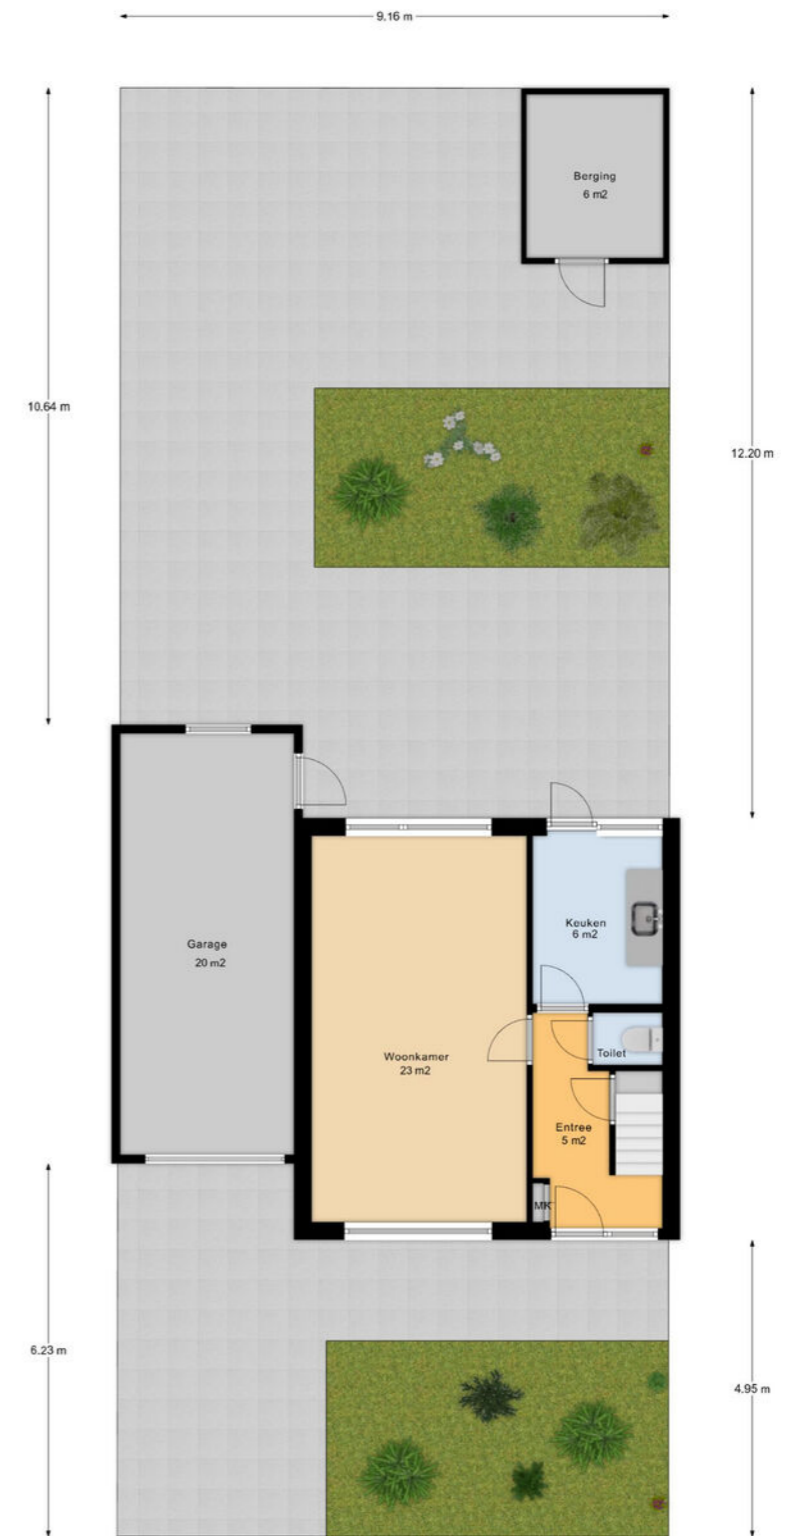 9.16 m
Berging
6 m2
10.64 m
12.20 m
Garage
20 m2
Keuken
6 m2
Woonkamer
23 m2
Toilet
Entree
5 m2
MK
6.23 m
4.95 m